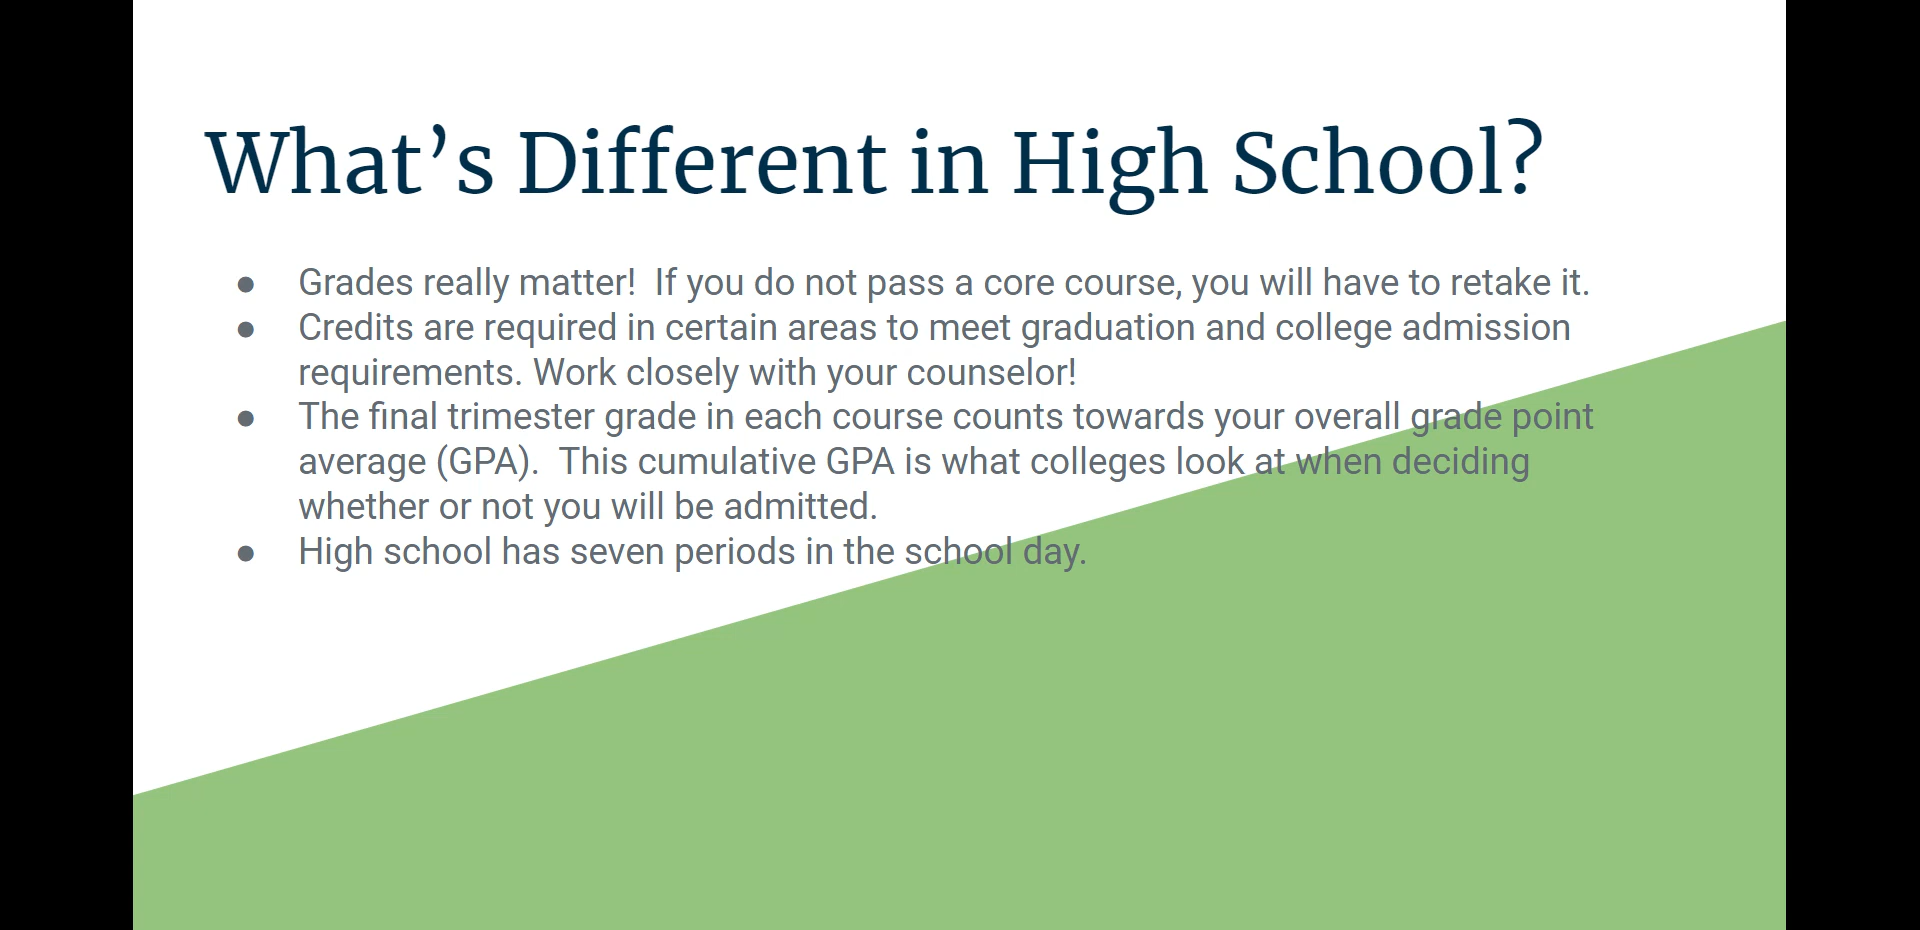 What’s Different in High School?
● Grades really matter!  If you do not pass a core course, you will have to retake it.
● Credits are required in certain areas to meet graduation and college admission
requirements. Work closely with your counselor!
● The final trimester grade in each course counts towards your overall grade point
average (GPA).  This cumulative GPA is what colleges look at when deciding
whether or not you will be admitted.
● High school has seven periods in the school day.